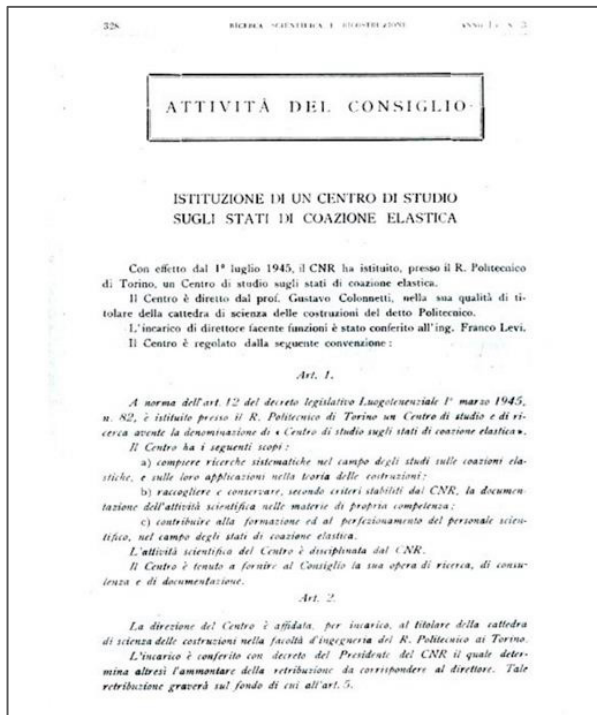 328
RICERCA SCIENTIFICA E RICOSTRUZIONE
ANNO 1° N. 3
ATTIVITÀ DEL CONSIGLIO
ISTITUZIONE DI UN CENTRO DI STUDIO
SUGLI STATI DI COAZIONE ELASTICA
Con effetto dal 1° luglio 1945, il CNR ha istituito, presso il R. Politecnico
di Torino, un Centro di studio sugli stati di coazione elastica.
Il Centro è diretto dal prof. Gustavo Colonnetti, nella sua qualità di ti-
tolare della cattedra di scienza delle costruzioni del detto Politecnico.
L'incarico di direttore facente funzioni è stato conferito all'ing. Franco Levi.
Il Centro è regolato dalla seguente convenzione:
Art. 1.
A norma dell'art. 12 del decreto legislativo Luogotenenziale 1° marzo 1945,
n. 82, è istituito presso il R. Politecnico di Torino un Centro di studio e di ri-
cerca avente la denominazione di « Centro di studio sugli stati di coazione elastica ».
Il Centro ha i seguenti scopi:
a) compiere ricerche sistematiche nel campo degli studi sulle coazioni ela-
stiche, e sulle loro applicazioni nella teoria delle costruzioni;
b) raccogliere e conservare, secondo criteri stabiliti dal CNR, la documen-
tazione dell'attività scientifica nelle materie di propria competenza;
c) contribuire alla formazione ed al perfezionamento del personale scien-
tifico, nel campo degli stati di coazione elastica.
L'attività scientifica del Centro è disciplinata dal CNR.
Il Centro è tenuto a fornire al Consiglio la sua opera di ricerca, di consu-
lenza e di documentazione.
Art. 2.
La direzione del Centro è affidata, per incarico, al titolare della cattedra
di scienza delle costruzioni nella facoltà d'ingegneria del R. Politecnico di Torino.
L'incarico è conferito con decreto del Presidente del CNR il quale deter-
mina altresì l'ammontare della retribuzione da corrispondere al direttore. Tale
retribuzione graverà sul fondo di cui all'art. 5.